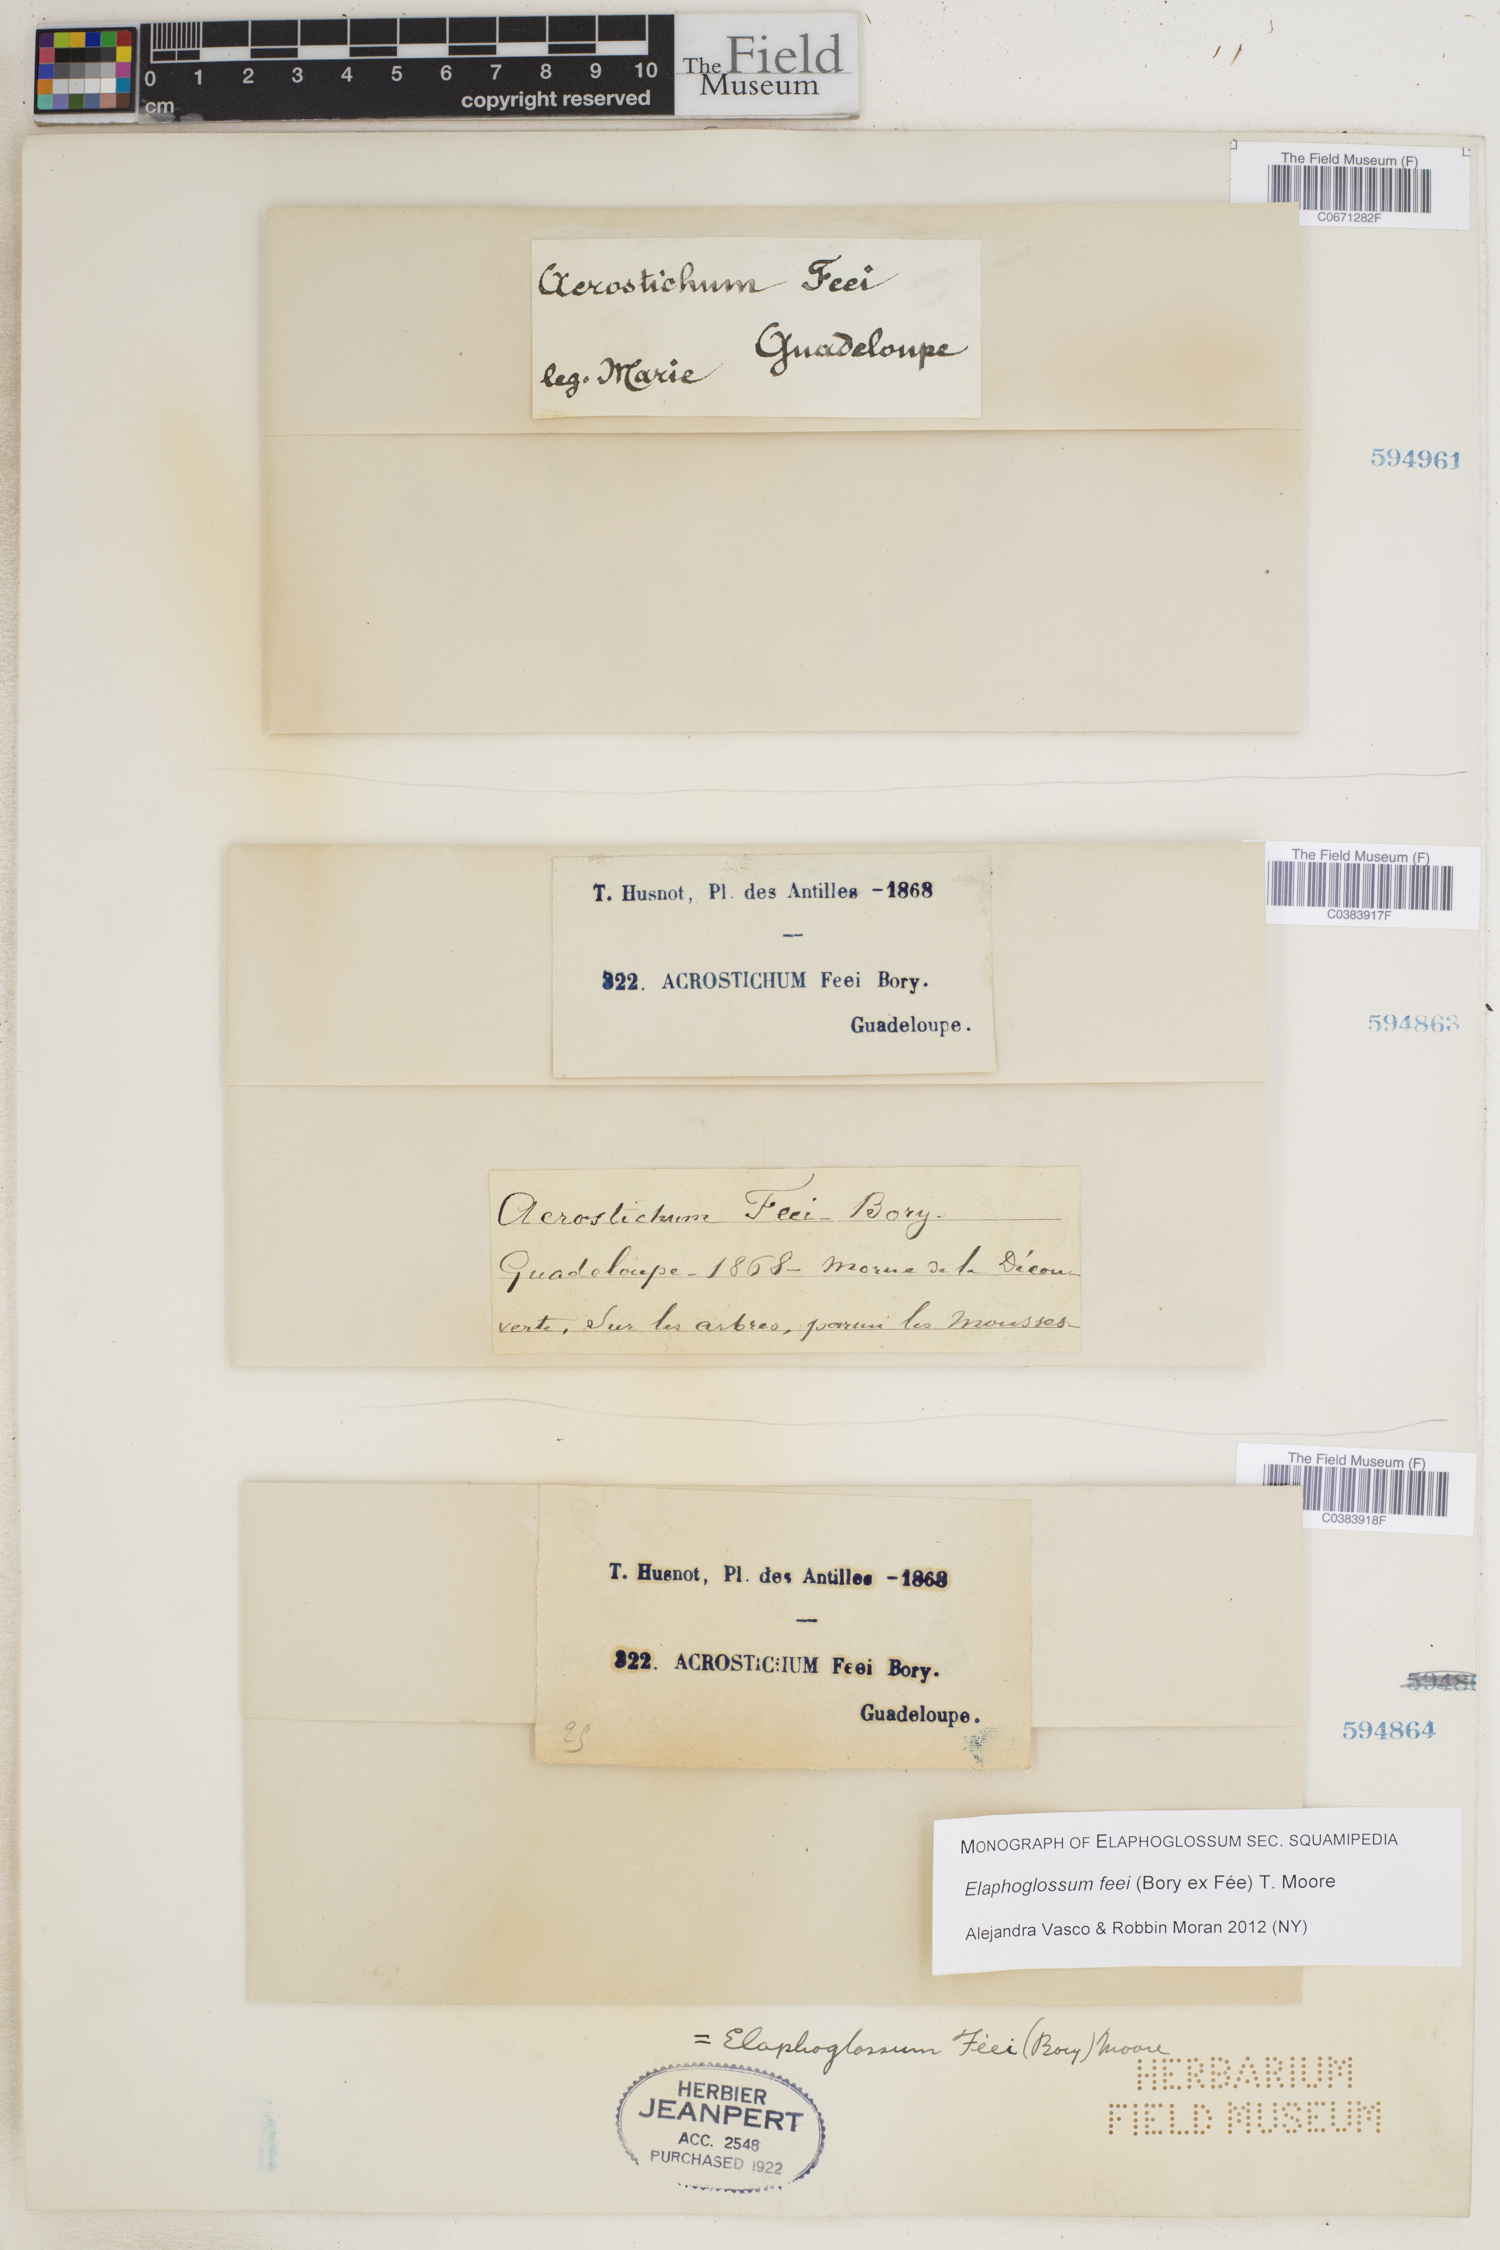 0 1 2 3 4 5 6 7 8 9 10
cm
copyright reserved
The Field
Museum
The Field Museum (F)
C0671282F
Acrostichum Feei
Guadeloupe
leg. Marie
594961
The Field Museum (F)
C0383917F
T. Husnot, Pl. des Antilles - 1868
322. ACROSTICHUM Feei Bory.
Guadeloupe.
594863
Acrostichum Feei - Bory.
Guadeloupe - 1868 - Morne de la Décou-
verte, Sur les arbres, parmi les Mousses
The Field Museum (F)
C0383918F
T. Husnot, Pl. des Antilles - 1868
322. ACROSTICHUM Feei Bory.
Guadeloupe.
25
594864
MONOGRAPH OF ELAPHOGLOSSUM SEC. SQUAMIPEDIA
Elaphoglossum feei (Bory ex Fée) T. Moore
Alejandra Vasco & Robbin Moran 2012 (NY)
= Elaphoglossum Féei (Bory) Moore
HERBARIUM
FIELD MUSEUM
HERBIER
JEANPERT
ACC. 2548
PURCHASED 1922